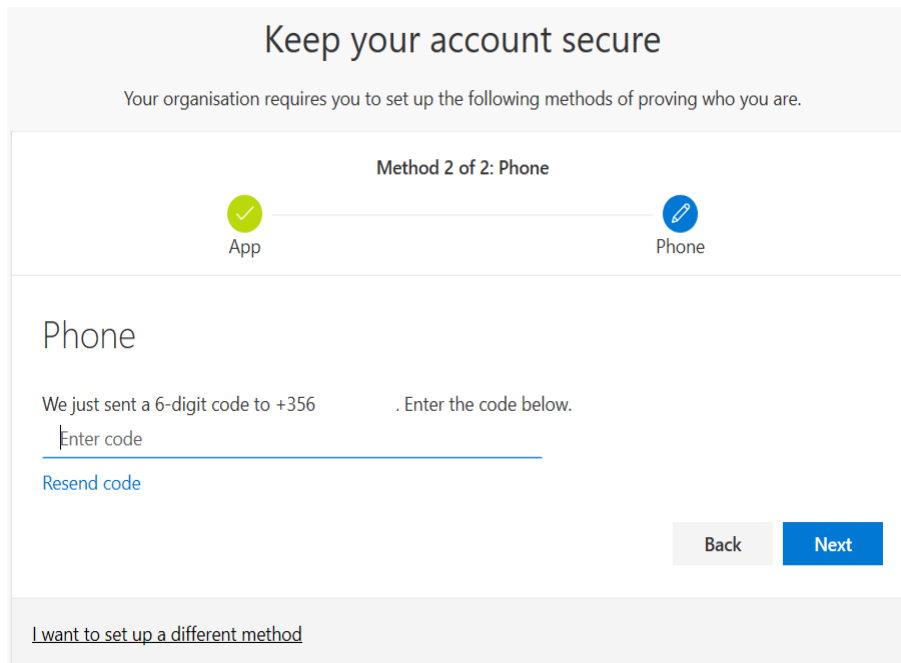 Keep your account secure
Your organisation requires you to set up the following methods of proving who you are.
Method 2 of 2: Phone
App
Phone
Phone
We just sent a 6-digit code to +356 . Enter the code below.
Enter code
Resend code
Back
Next
I want to set up a different method